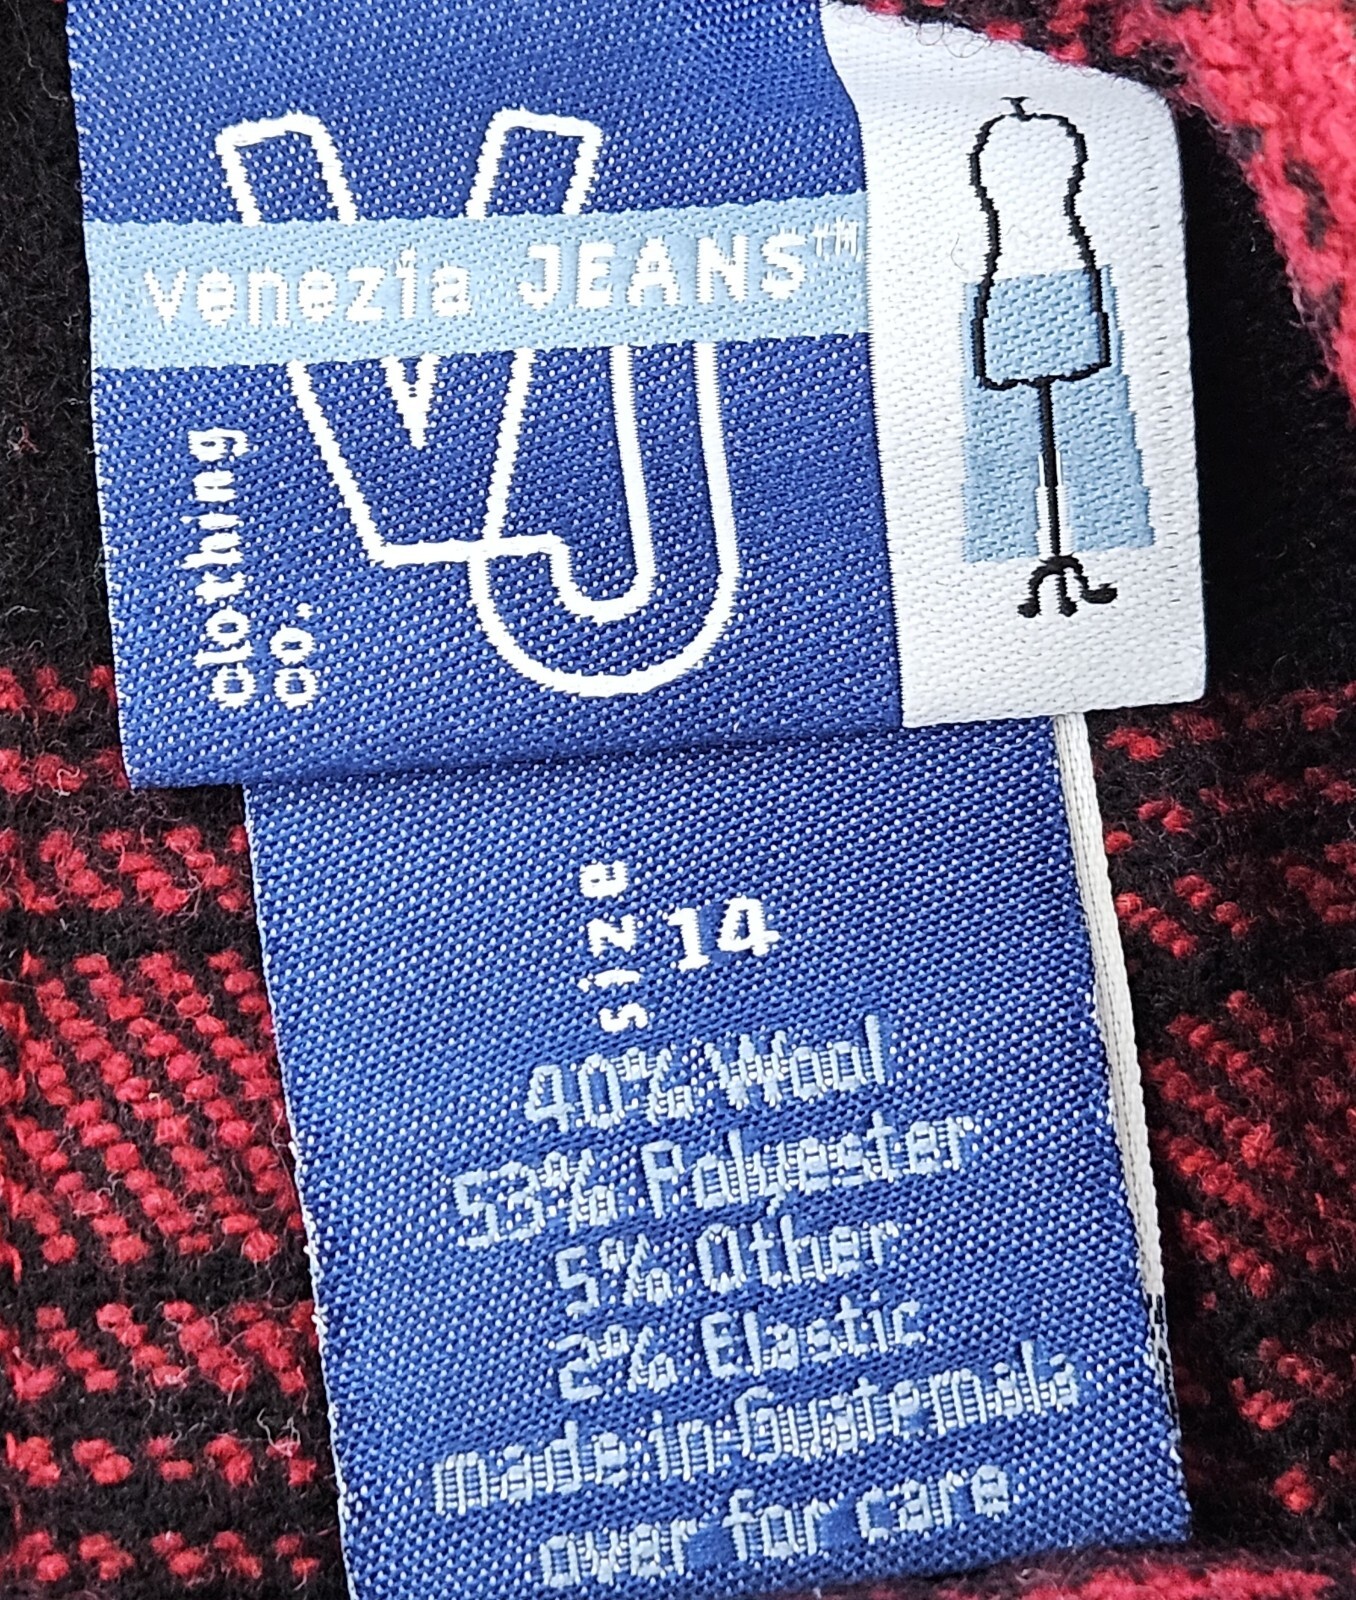 VJ
venezia JEANS™
clothing
co.
size 14
40% Wool
53% Polyester
5% Other
2% Elastic
made in Guatemala
over for care